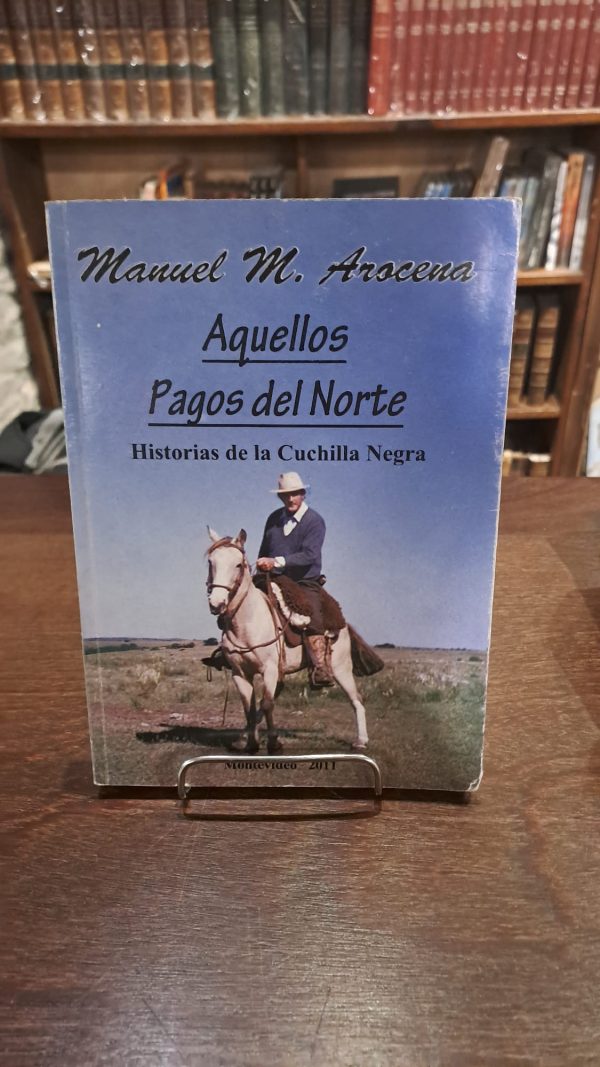 Manuel M. Arocena
Aquellos
Pagos del Norte
Historias de la Cuchilla Negra
Montevideo - 2011